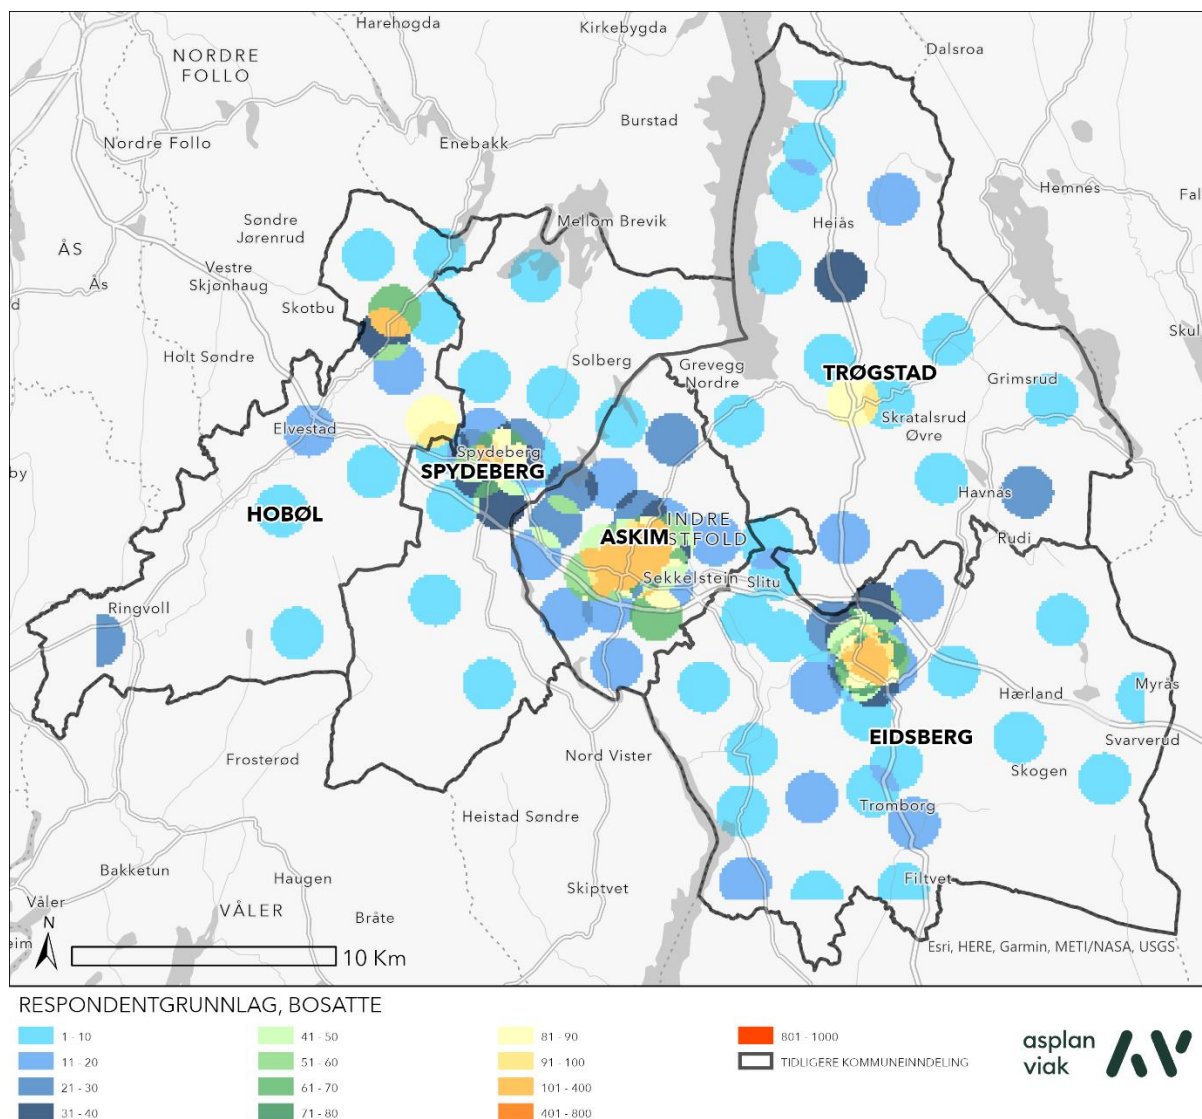 Harehøgda
Kirkebygda
NORDRE
FOLLO
Dalsroa
Burstad
Nordre Follo
Enebakk
Hemnes
Fal
Mellom Brevik
Søndre
Jørenrud
Heiås
ÅS
Vestre
Skjønhaug
Ås
d
Skotbu
Skul
Holt Søndre
Solberg
Grevegg
Nordre
TRØGSTAD
Grimsrud
Skratalsrud
Øvre
Elvestad
Spydeberg
SPYDEBERG
by
Havnås
HOBØL
INDRE
ASKIM
STFOLD
Rudi
Sekkelstein
Slitu
Ringvoll
Hærland
Myrås
EIDSBERG
Svarverud
Nord Vister
Frosterød
Skogen
Trømborg
Heistad Søndre
Bakketun
Haugen
Filtvet
Skiptvet
Våler
VÅLER
Bråte
N
eim
10 Km
Esri, HERE, Garmin, METI/NASA, USGS
RESPONDENTGRUNNLAG, BOSATTE
1 - 10
41 - 50
81 - 90
801 - 1000
11 - 20
51 - 60
91 - 100
TIDLIGERE KOMMUNEINNDELING
21 - 30
61 - 70
101 - 400
31 - 40
71 - 80
401 - 800
asplan
viak